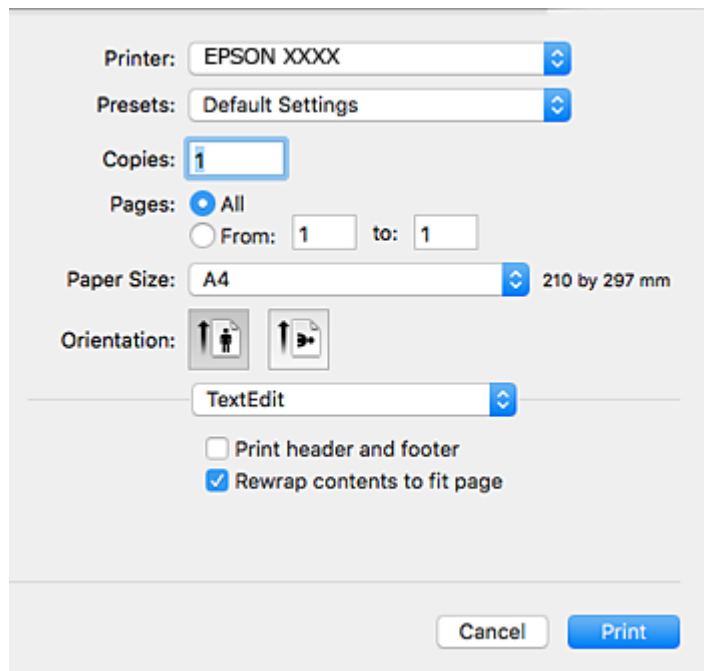 Printer: EPSON XXXX
Presets: Default Settings
Copies: 1
Pages: All
From: 1 to: 1
Paper Size: A4 210 by 297 mm
Orientation:
TextEdit
Print header and footer
Rewrap contents to fit page
Cancel Print